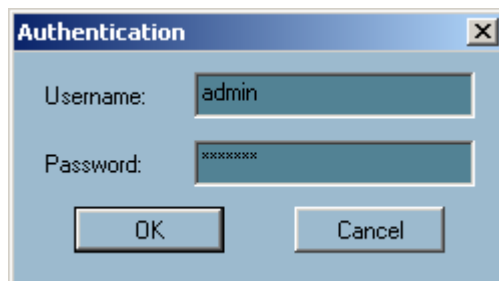 Authentication
Username: admin
Password: *******
OK Cancel